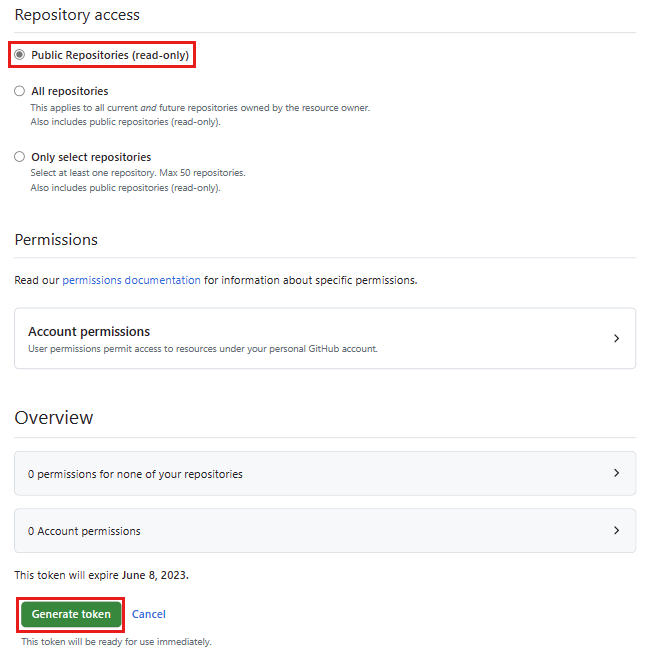 Repository access
Public Repositories (read-only)
All repositories
This applies to all current and future repositories owned by the resource owner.
Also includes public repositories (read-only).
Only select repositories
Select at least one repository. Max 50 repositories.
Also includes public repositories (read-only).
Permissions
Read our permissions documentation for information about specific permissions.
Account permissions
User permissions permit access to resources under your personal GitHub account.
Overview
0 permissions for none of your repositories
0 Account permissions
This token will expire June 8, 2023.
Generate token Cancel
This token will be ready for use immediately.